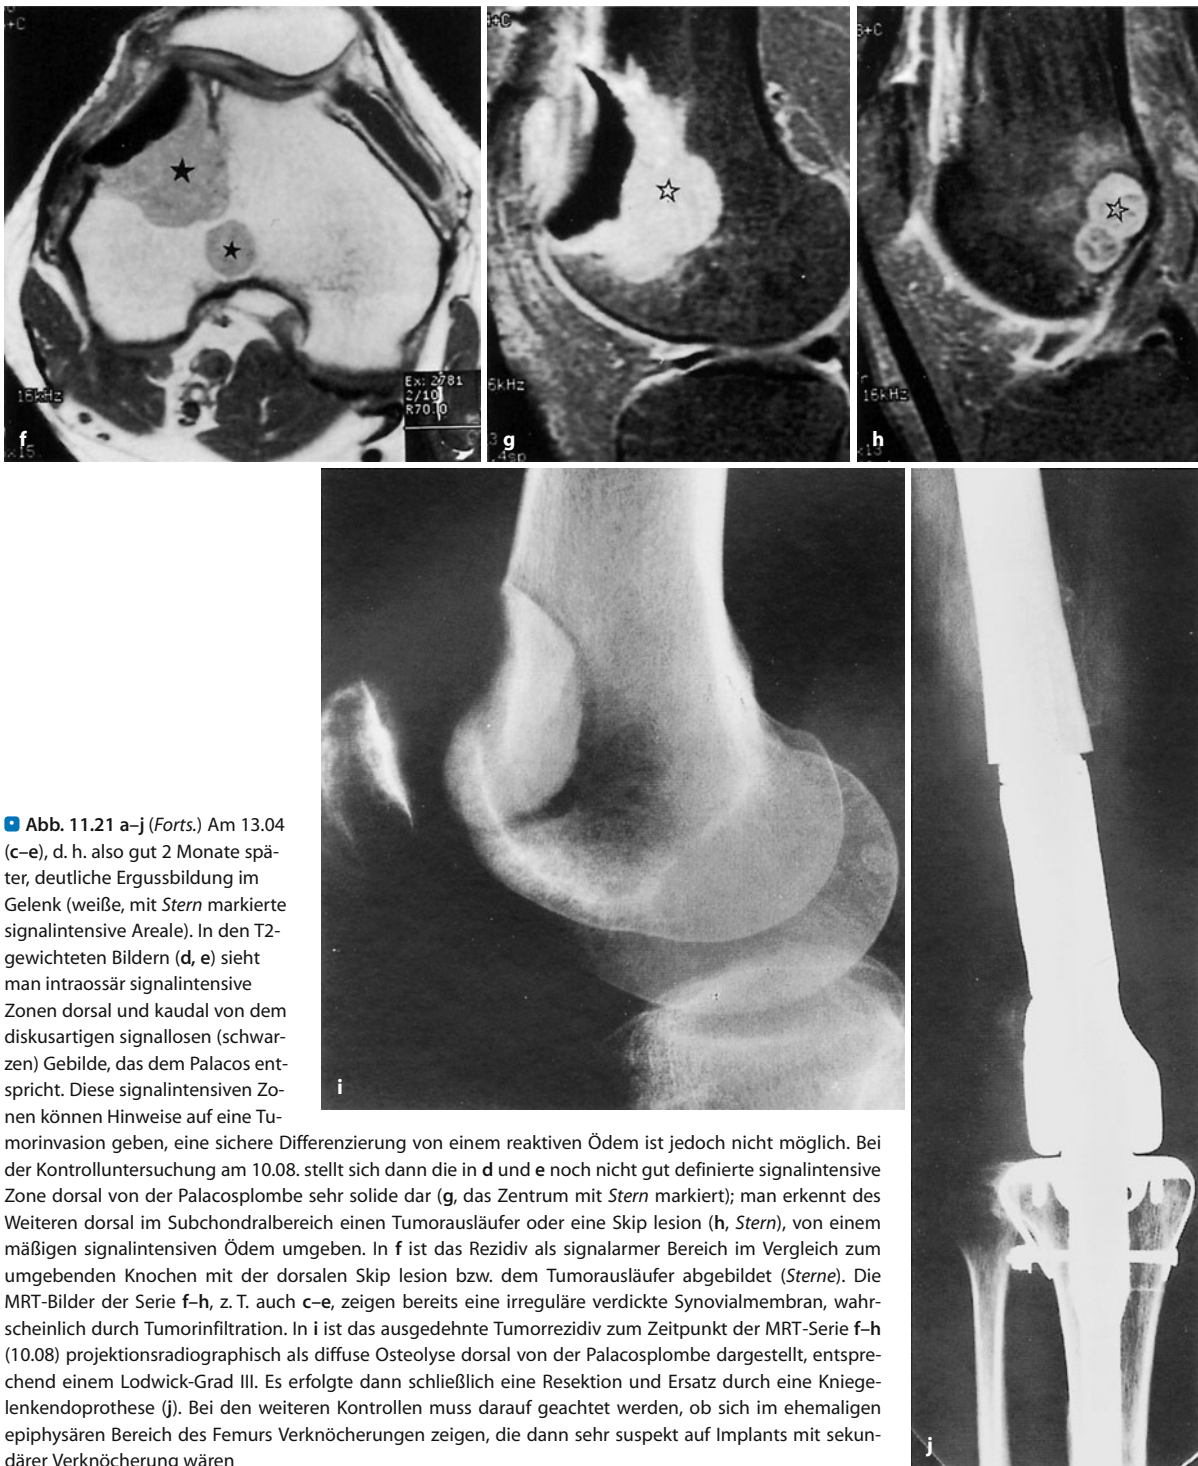 +C
4+C
8+C
16kHz
Ex: 2781
2/10
R70.0
f
x15.
6kHz
g
.4sp
16kHz
h
x13
i
j
Abb. 11.21 a–j (Forts.) Am 13.04
(c–e), d. h. also gut 2 Monate spä-
ter, deutliche Ergussbildung im
Gelenk (weiße, mit Stern markierte
signalintensive Areale). In den T2-
gewichteten Bildern (d, e) sieht
man intraossär signalintensive
Zonen dorsal und kaudal von dem
diskusartigen signallosen (schwar-
zen) Gebilde, das dem Palacos ent-
spricht. Diese signalintensiven Zo-
nen können Hinweise auf eine Tu-
morinvasion geben, eine sichere Differenzierung von einem reaktiven Ödem ist jedoch nicht möglich. Bei
der Kontrolluntersuchung am 10.08. stellt sich dann die in d und e noch nicht gut definierte signalintensive
Zone dorsal von der Palacosplombe sehr solide dar (g, das Zentrum mit Stern markiert); man erkennt des
Weiteren dorsal im Subchondralbereich einen Tumorausläufer oder eine Skip lesion (h, Stern), von einem
mäßigen signalintensiven Ödem umgeben. In f ist das Rezidiv als signalarmer Bereich im Vergleich zum
umgebenden Knochen mit der dorsalen Skip lesion bzw. dem Tumorausläufer abgebildet (Sterne). Die
MRT-Bilder der Serie f–h, z. T. auch c–e, zeigen bereits eine irreguläre verdickte Synovialmembran, wahr-
scheinlich durch Tumorinfiltration. In i ist das ausgedehnte Tumorrezidiv zum Zeitpunkt der MRT-Serie f–h
(10.08) projektionsradiographisch als diffuse Osteolyse dorsal von der Palacosplombe dargestellt, entspre-
chend einem Lodwick-Grad III. Es erfolgte dann schließlich eine Resektion und Ersatz durch eine Kniege-
lenkendoprothese (j). Bei den weiteren Kontrollen muss darauf geachtet werden, ob sich im ehemaligen
epiphysären Bereich des Femurs Verknöcherungen zeigen, die dann sehr suspekt auf Implants mit sekun-
därer Verknöcherung wären